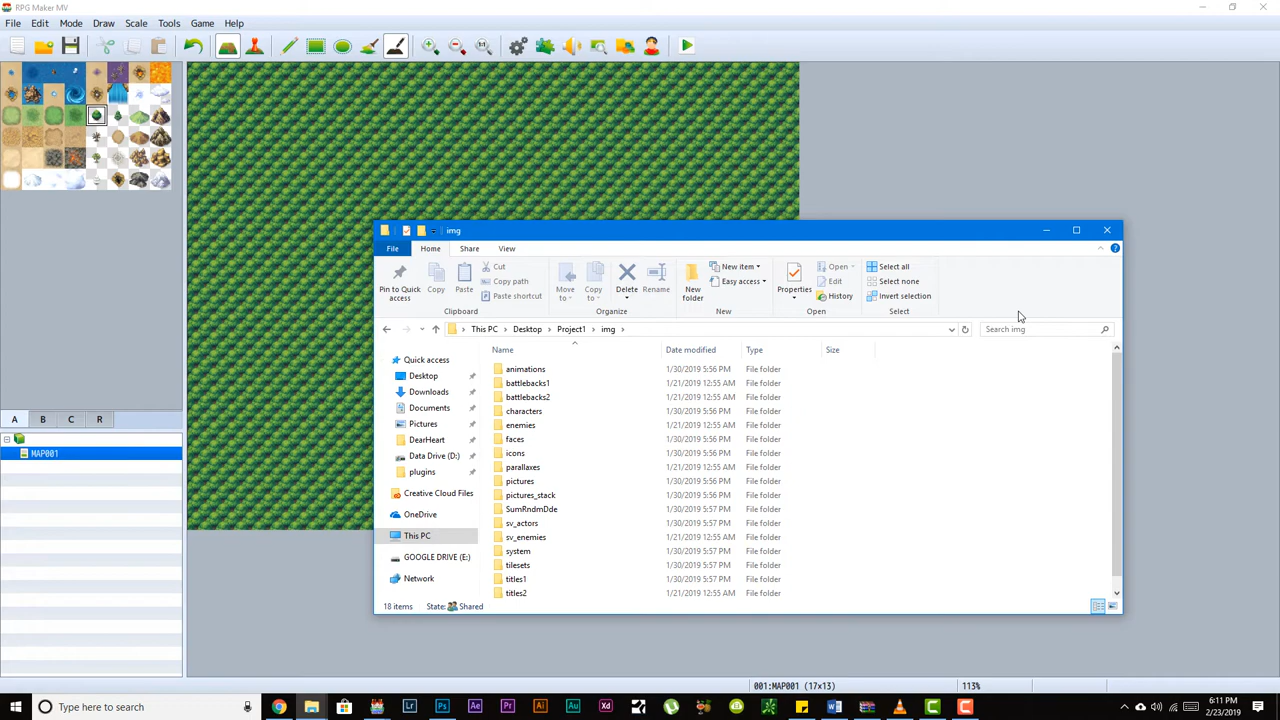 RPG Maker MV
File Edit Mode Draw Scale Tools Game Help
img
File Home Share View
Pin to Quick access
Copy
Paste
Cut
Copy path
Paste shortcut
Move to
Copy to
Delete
Rename
New folder
New item
Easy access
Properties
Open
Edit
History
Select all
Select none
Invert selection
Clipboard Organize New Open Select
This PC Desktop Project1 img
Search img
Name Date modified Type Size
Quick access
Desktop
Downloads
Documents
Pictures
DearHeart
Data Drive (D:)
plugins
Creative Cloud Files
OneDrive
This PC
GOOGLE DRIVE (E:)
Network
animations 1/30/2019 5:56 PM File folder
battlebacks1 1/21/2019 12:55 AM File folder
battlebacks2 1/21/2019 12:55 AM File folder
characters 1/30/2019 5:56 PM File folder
enemies 1/30/2019 5:56 PM File folder
faces 1/30/2019 5:56 PM File folder
icons 1/30/2019 5:56 PM File folder
parallaxes 1/21/2019 12:55 AM File folder
pictures 1/30/2019 5:56 PM File folder
pictures_stack 1/30/2019 5:56 PM File folder
SumRndmDde 1/30/2019 5:57 PM File folder
sv_actors 1/30/2019 5:57 PM File folder
sv_enemies 1/21/2019 12:55 AM File folder
system 1/30/2019 5:57 PM File folder
tilesets 1/30/2019 5:57 PM File folder
titles1 1/30/2019 5:57 PM File folder
titles2 1/21/2019 12:55 AM File folder
18 items State: Shared
A B C R
MAP001
001:MAP001 (17×13) 113%
Type here to search
Lr Ps Ae Pr Ai Au Xd
6:11 PM
2/23/2019